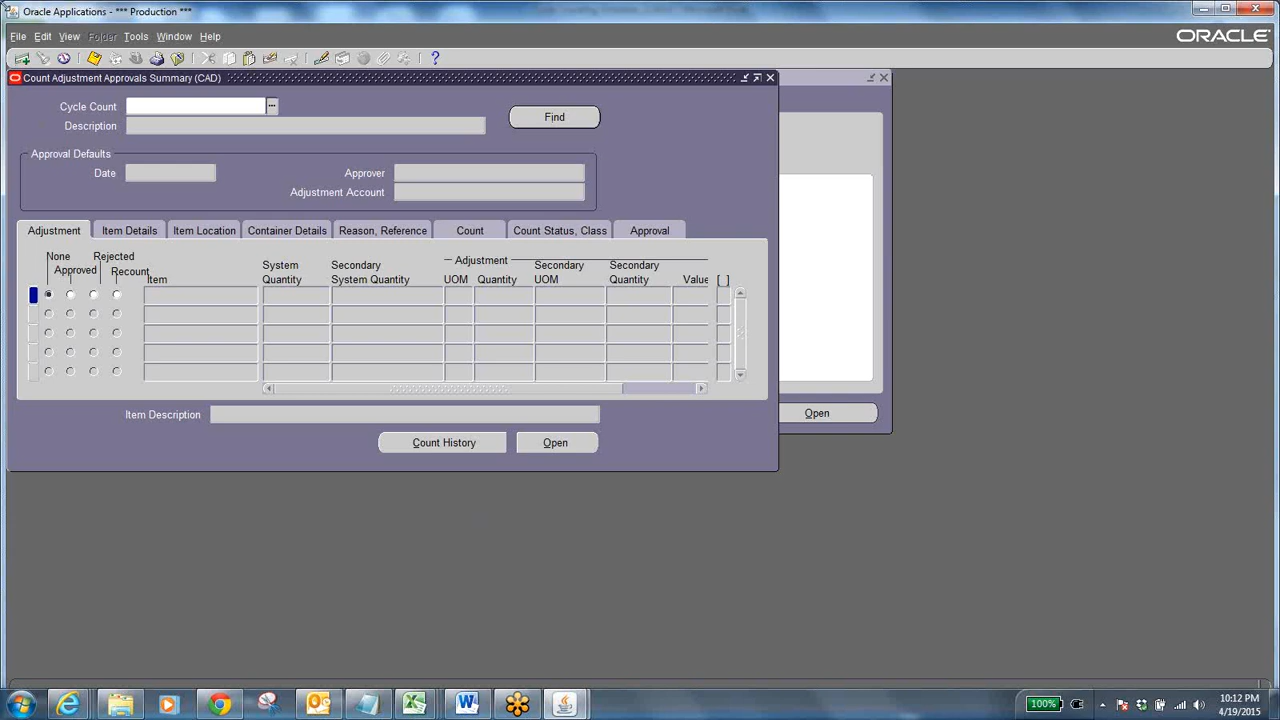 Oracle Applications - *** Production ***
File Edit View Folder Tools Window Help
ORACLE
Count Adjustment Approvals Summary (CAD)
Cycle Count
Find
Description
Approval Defaults
Date
Approver
Adjustment Account
Adjustment Item Details Item Location Container Details Reason, Reference Count Count Status, Class Approval
None Rejected
Approved Recount
Item
System Quantity
Secondary System Quantity
Adjustment
UOM
Quantity
Secondary UOM
Secondary Quantity
Value
[ ]
Item Description
Count History
Open
Open
100%
10:12 PM
4/19/2015